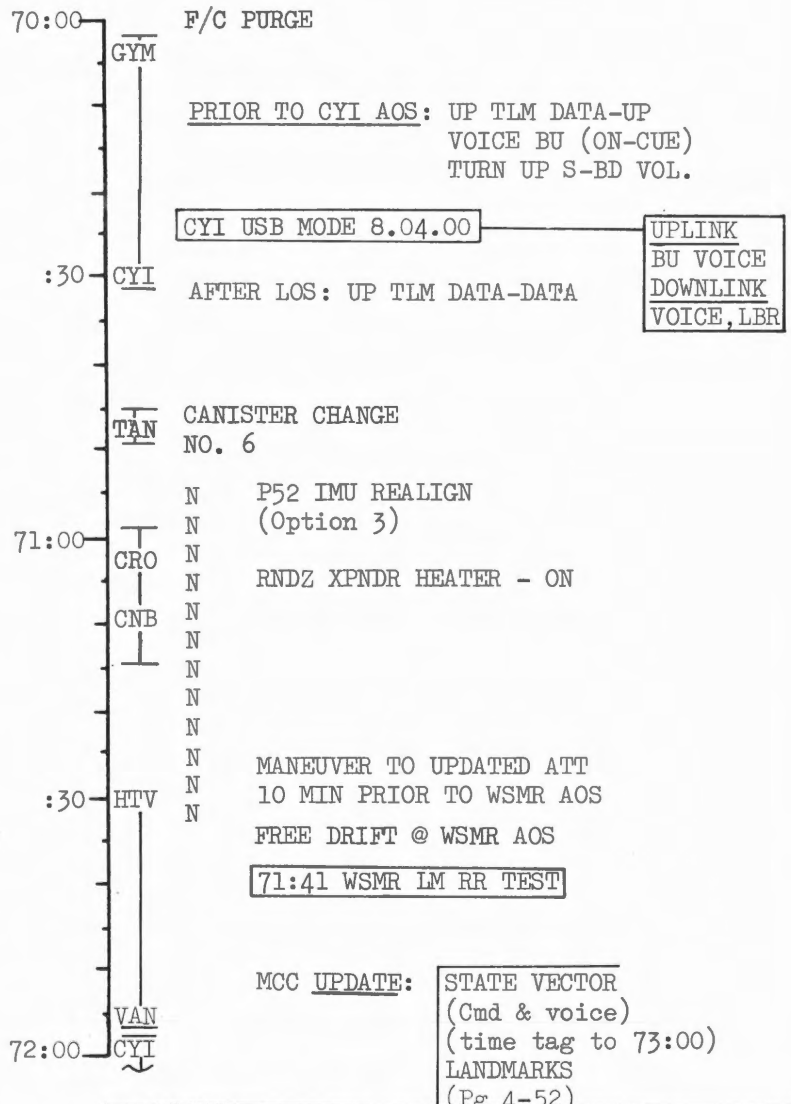 70:00 F/C PURGE
GYM
PRIOR TO CYI AOS: UP TLM DATA-UP
VOICE BU (ON-CUE)
TURN UP S-BD VOL.
CYI USB MODE 8.04.00
UPLINK
BU VOICE
DOWNLINK
VOICE,LBR
:30 CYI
AFTER LOS: UP TLM DATA-DATA
TAN
CANISTER CHANGE
NO. 6
N P52 IMU REALIGN
N (Option 3)
71:00
CRO N
N RNDZ XPNDR HEATER - ON
CNB N
N
N
N
N
N MANEUVER TO UPDATED ATT
:30 HTV N 10 MIN PRIOR TO WSMR AOS
N
FREE DRIFT @ WSMR AOS
71:41 WSMR LM RR TEST
MCC UPDATE: STATE VECTOR
(Cmd & voice)
VAN
(time tag to 73:00)
72:00 CYI
LANDMARKS
(Pg 4-52)